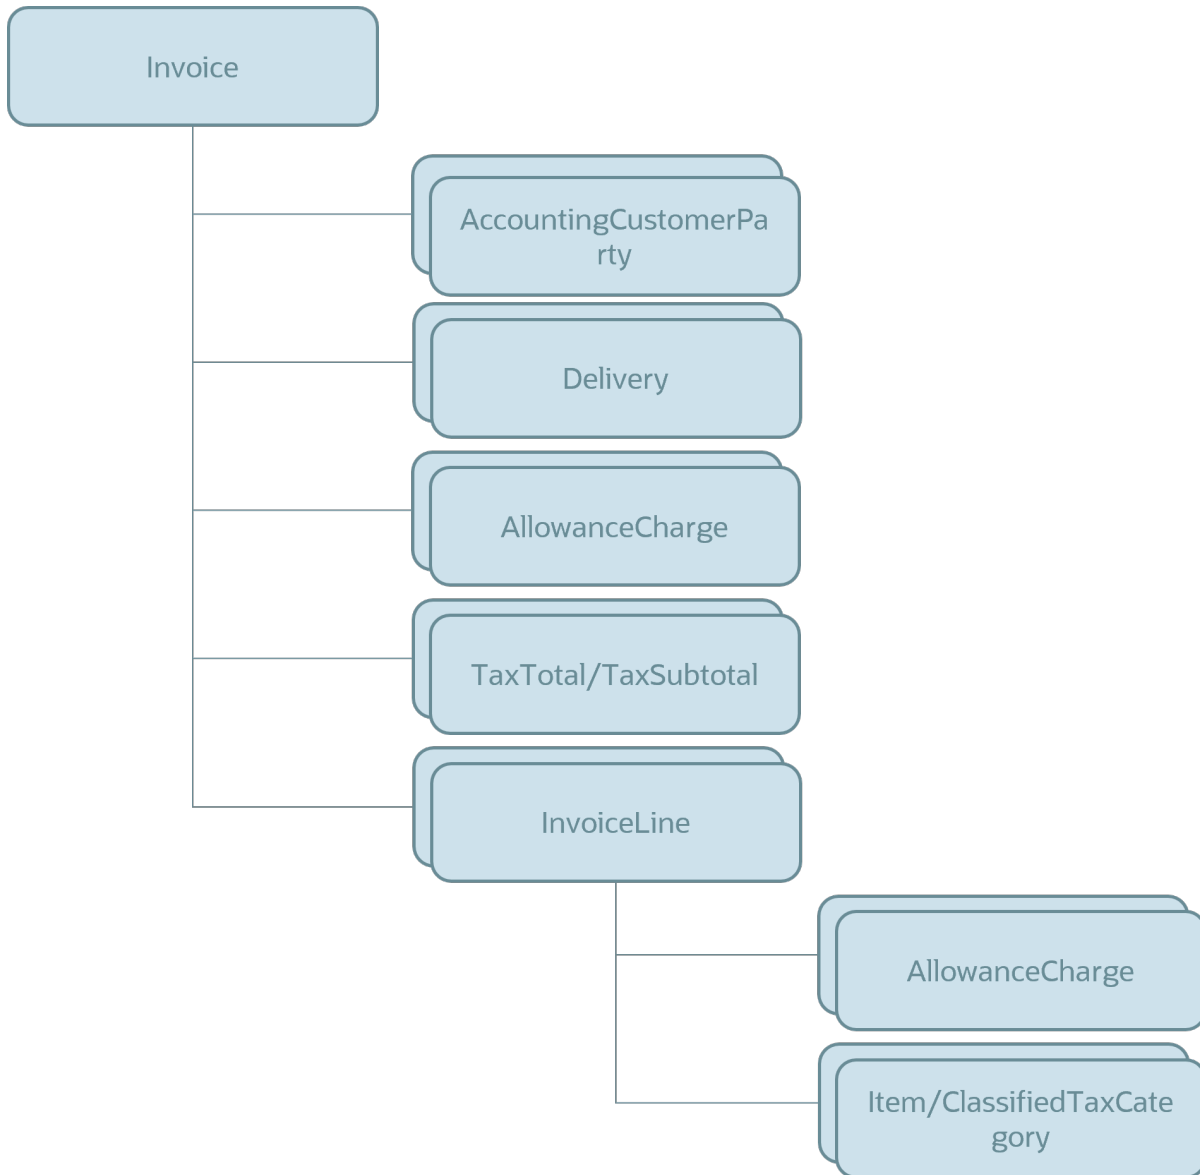 Invoice
AccountingCustomerPa
rty
Delivery
AllowanceCharge
TaxTotal/TaxSubtotal
InvoiceLine
AllowanceCharge
Item/ClassifiedTaxCate
gory